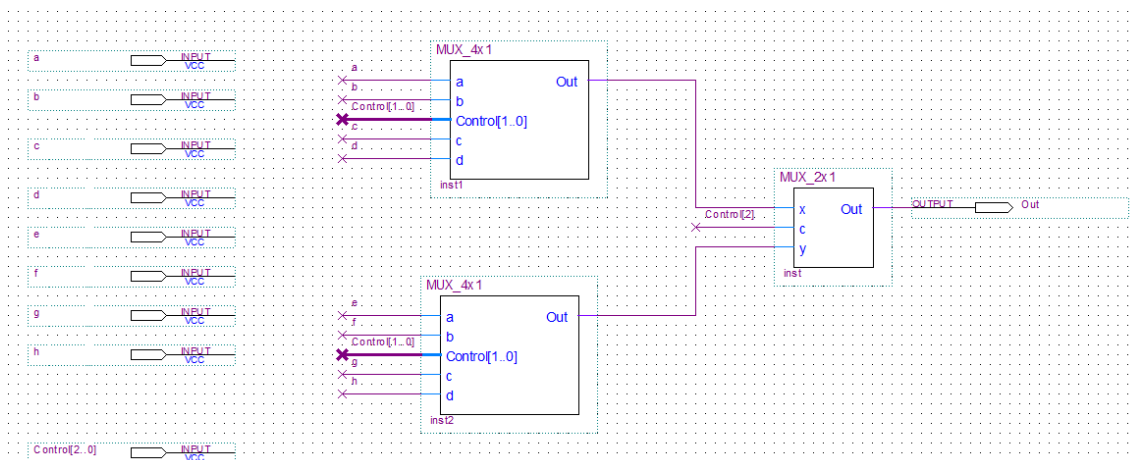 a INPUT VCC
b INPUT VCC
c INPUT VCC
d INPUT VCC
e INPUT VCC
f INPUT VCC
g INPUT VCC
h INPUT VCC
Control[2..0] INPUT VCC
MUX_4x1
a
b
Control[1..0]
c
d
a Out
b
Control[1..0]
c
d
inst1
MUX_4x1
e
f
Control[1..0]
g
h
a Out
b
Control[1..0]
c
d
inst2
MUX_2x1
Control[2]
x Out
c
y
inst
OUTPUT Out